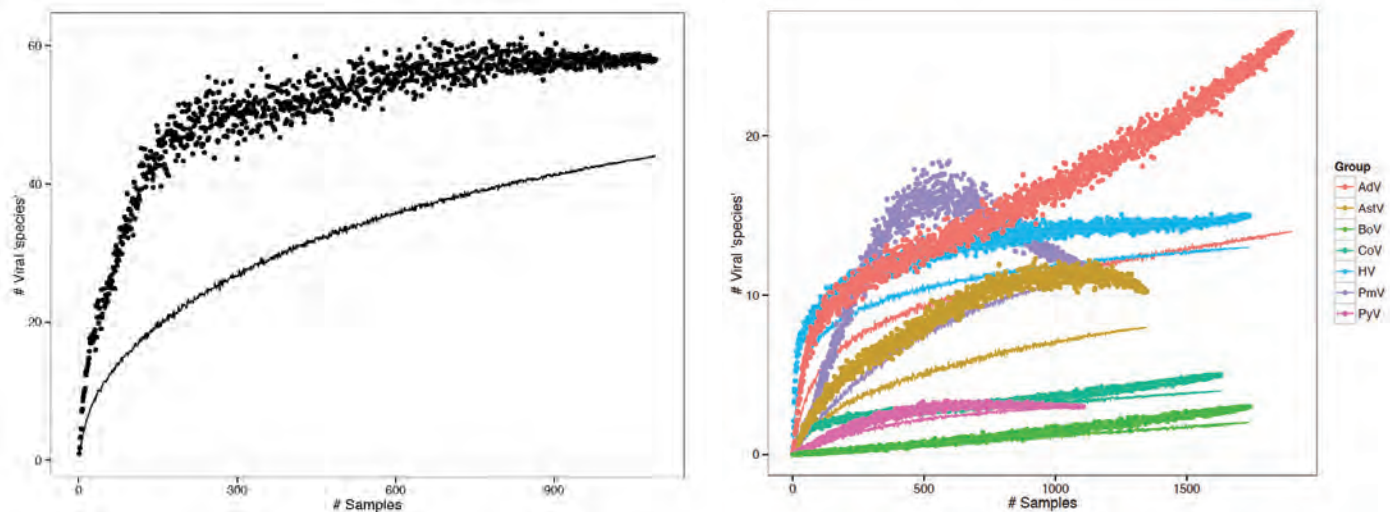 60
40
20
0
# Viral 'species'
0
300
600
900
# Samples
20
10
0
# Viral 'species'
0
500
1000
1500
# Samples
Group
AdV
AstV
BoV
CoV
HV
PmV
PyV